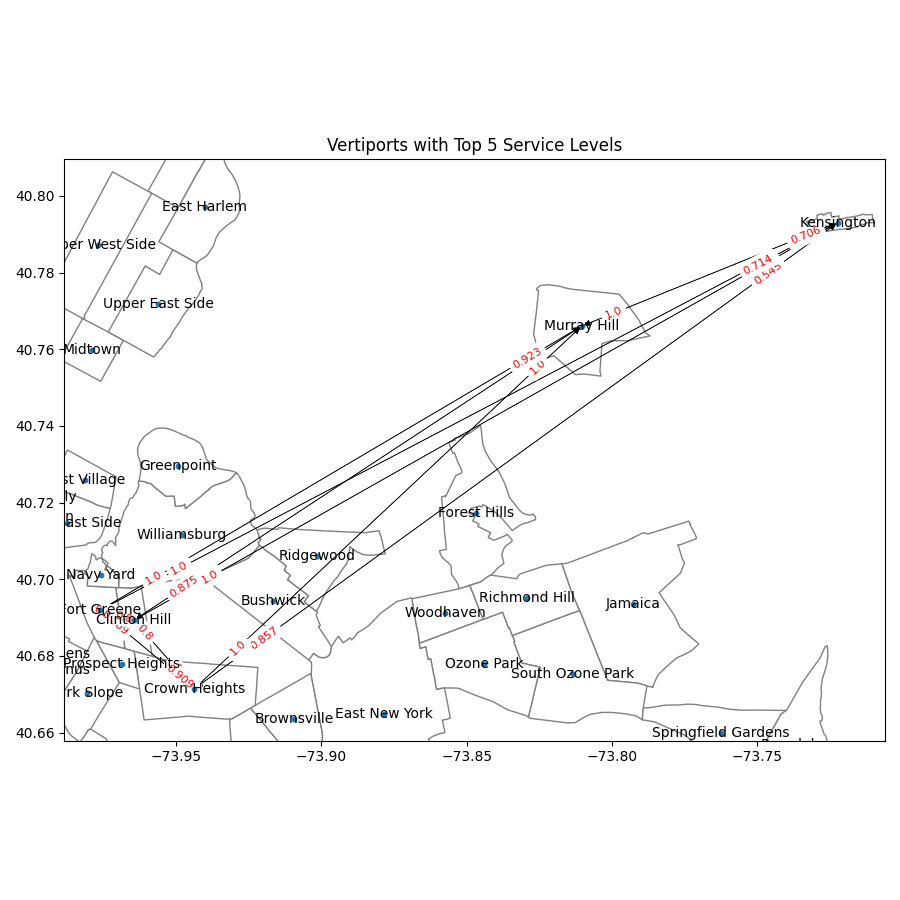 Vertiports with Top 5 Service Levels
40.80
40.78
40.76
40.74
40.72
40.70
40.68
40.66
East Harlem
per West Side
Upper East Side
Midtown
Kensington
Murray Hill
0.706
0.714
0.545
1.0
0.923
1.0
Greenpoint
st Village
ly
n
ast Side
Williamsburg
Forest Hills
Ridgewood
Navy Yard
1.0
1.0
0.875
1.0
Bushwick
Fort Greene
Clinton Hill
0.8
Woodhaven
Richmond Hill
Jamaica
1.0
0.857
ens
nus
Prospect Heights
0.909
Ozone Park
South Ozone Park
rk Slope
Crown Heights
Brownsville
East New York
Springfield Gardens
−73.95
−73.90
−73.85
−73.80
−73.75